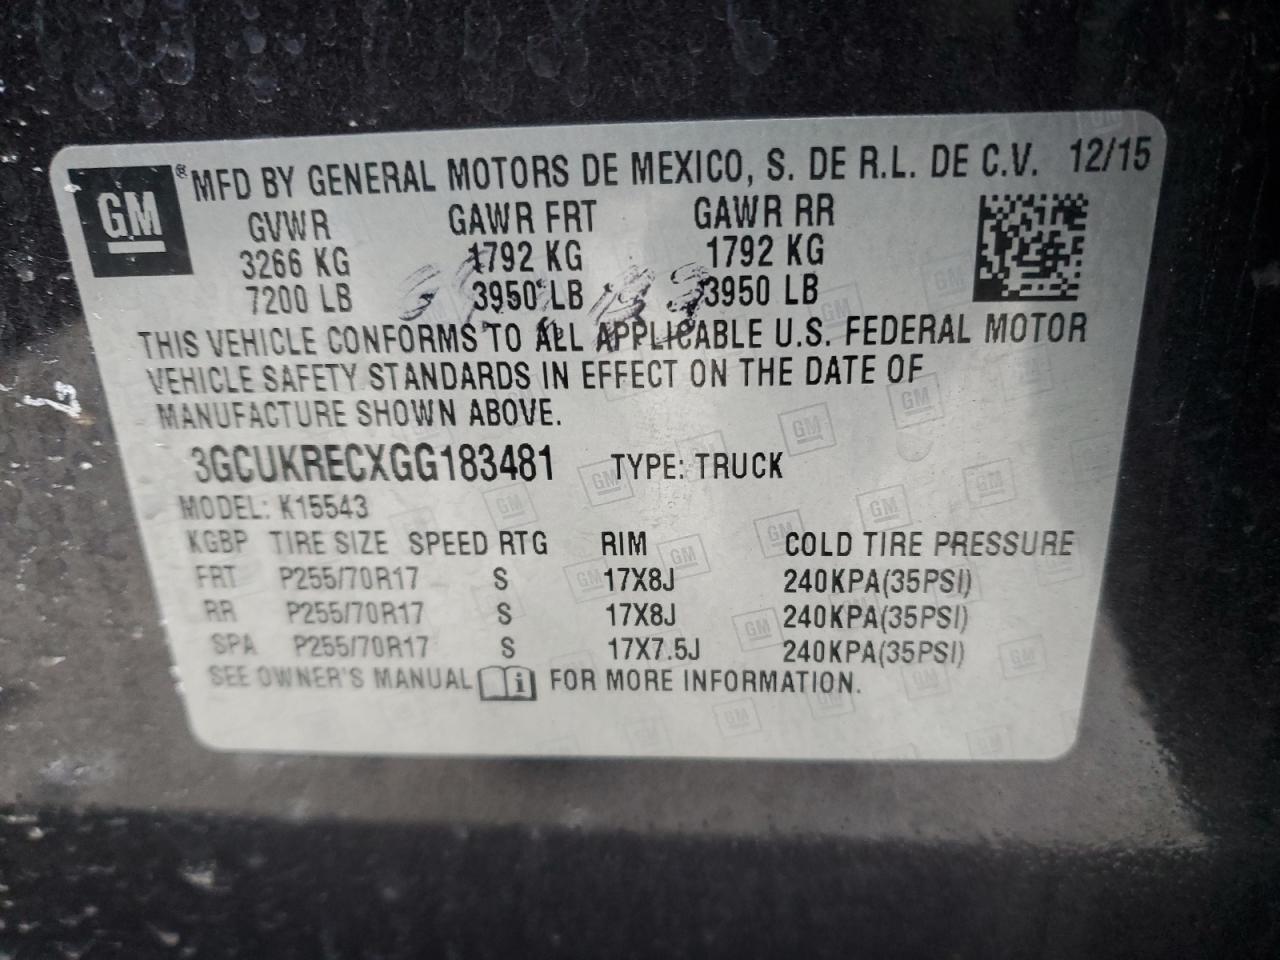 GM ® MFD BY GENERAL MOTORS DE MEXICO, S. DE R.L. DE C.V. 12/15
GVWR GAWR FRT GAWR RR
3266 KG 1792 KG 1792 KG
7200 LB 3950 LB 3950 LB
THIS VEHICLE CONFORMS TO ALL APPLICABLE U.S. FEDERAL MOTOR
VEHICLE SAFETY STANDARDS IN EFFECT ON THE DATE OF
MANUFACTURE SHOWN ABOVE.
3GCUKRECXGG183481 TYPE: TRUCK
MODEL: K15543
KGBP TIRE SIZE SPEED RTG RIM COLD TIRE PRESSURE
FRT P255/70R17 S 17X8J 240KPA(35PSI)
RR P255/70R17 S 17X8J 240KPA(35PSI)
SPA P255/70R17 S 17X7.5J 240KPA(35PSI)
SEE OWNER'S MANUAL i FOR MORE INFORMATION.